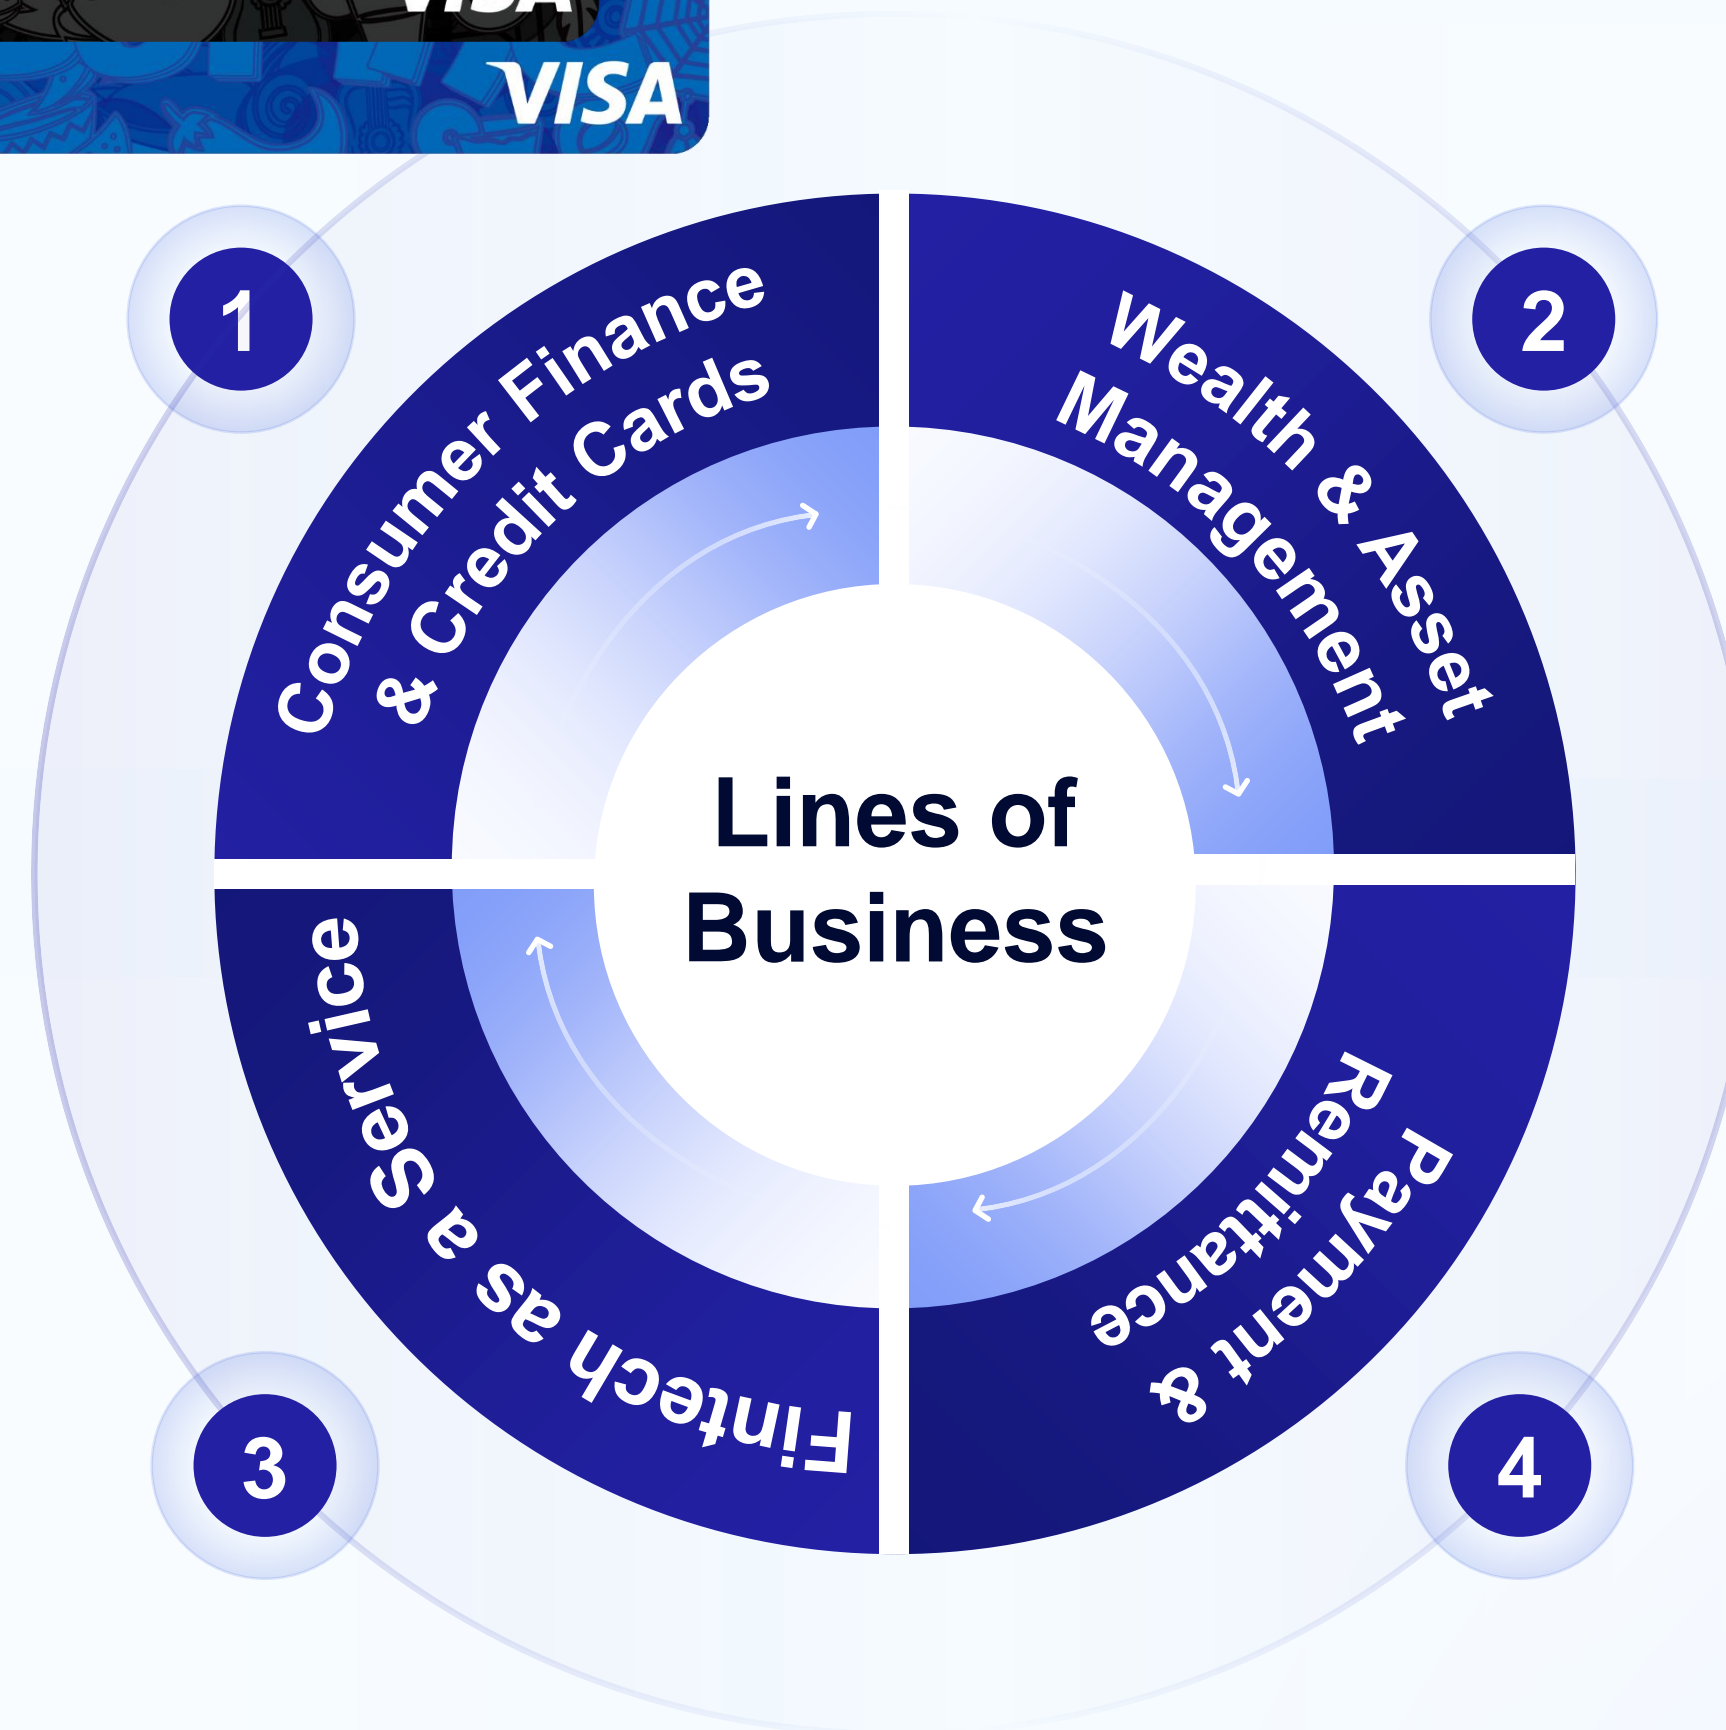 VISA
VISA
1
Consumer Finance
& Credit Cards
2
Wealth & Asset
Management
Lines of
Business
3
Fintech as a Service
4
Payment &
Remittance